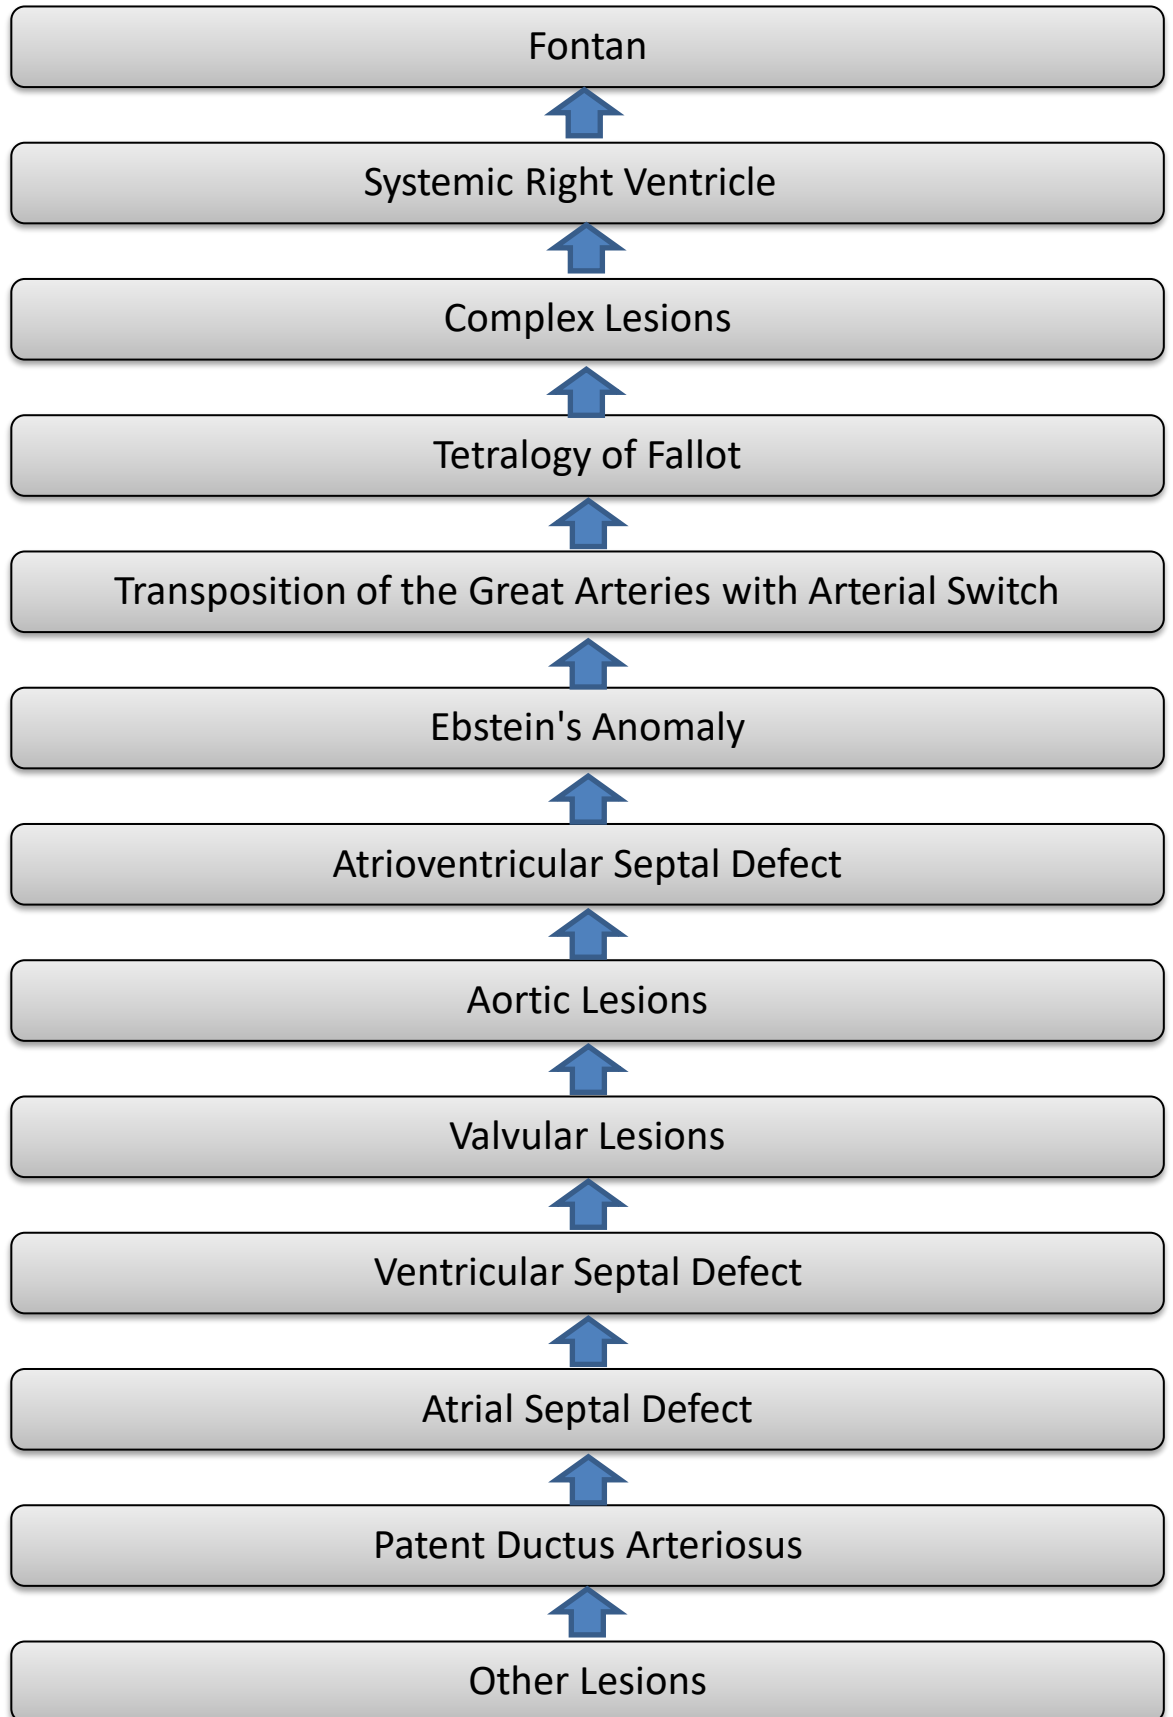 Fontan
Systemic Right Ventricle
Complex Lesions
Tetralogy of Fallot
Transposition of the Great Arteries with Arterial Switch
Ebstein's Anomaly
Atrioventricular Septal Defect
Aortic Lesions
Valvular Lesions
Ventricular Septal Defect
Atrial Septal Defect
Patent Ductus Arteriosus
Other Lesions